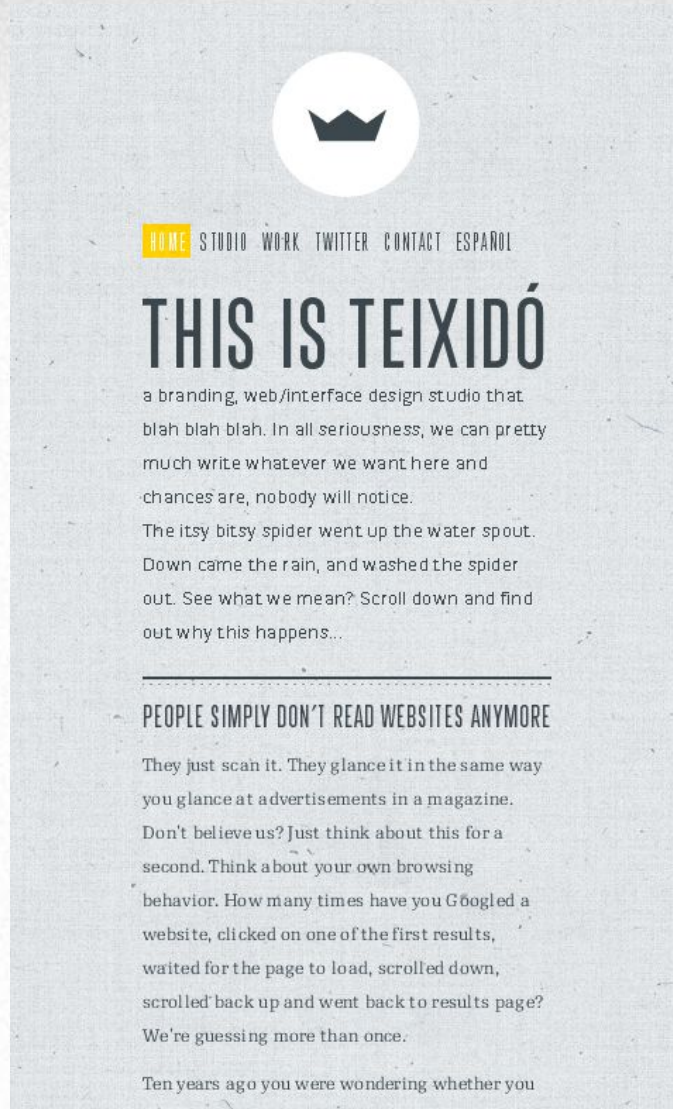 HOME STUDIO WORK TWITTER CONTACT ESPAÑOL
THIS IS TEIXIDÓ
a branding, web/interface design studio that
blah blah blah. In all seriousness, we can pretty
much write whatever we want here and
chances are, nobody will notice.
The itsy bitsy spider went up the water spout.
Down came the rain, and washed the spider
out. See what we mean? Scroll down and find
out why this happens...
PEOPLE SIMPLY DON'T READ WEBSITES ANYMORE
They just scan it. They glance it in the same way
you glance at advertisements in a magazine.
Don't believe us? Just think about this for a
second. Think about your own browsing
behavior. How many times have you Googled a
website, clicked on one of the first results,
waited for the page to load, scrolled down,
scrolled back up and went back to results page?
We're guessing more than once.
Ten years ago you were wondering whether you